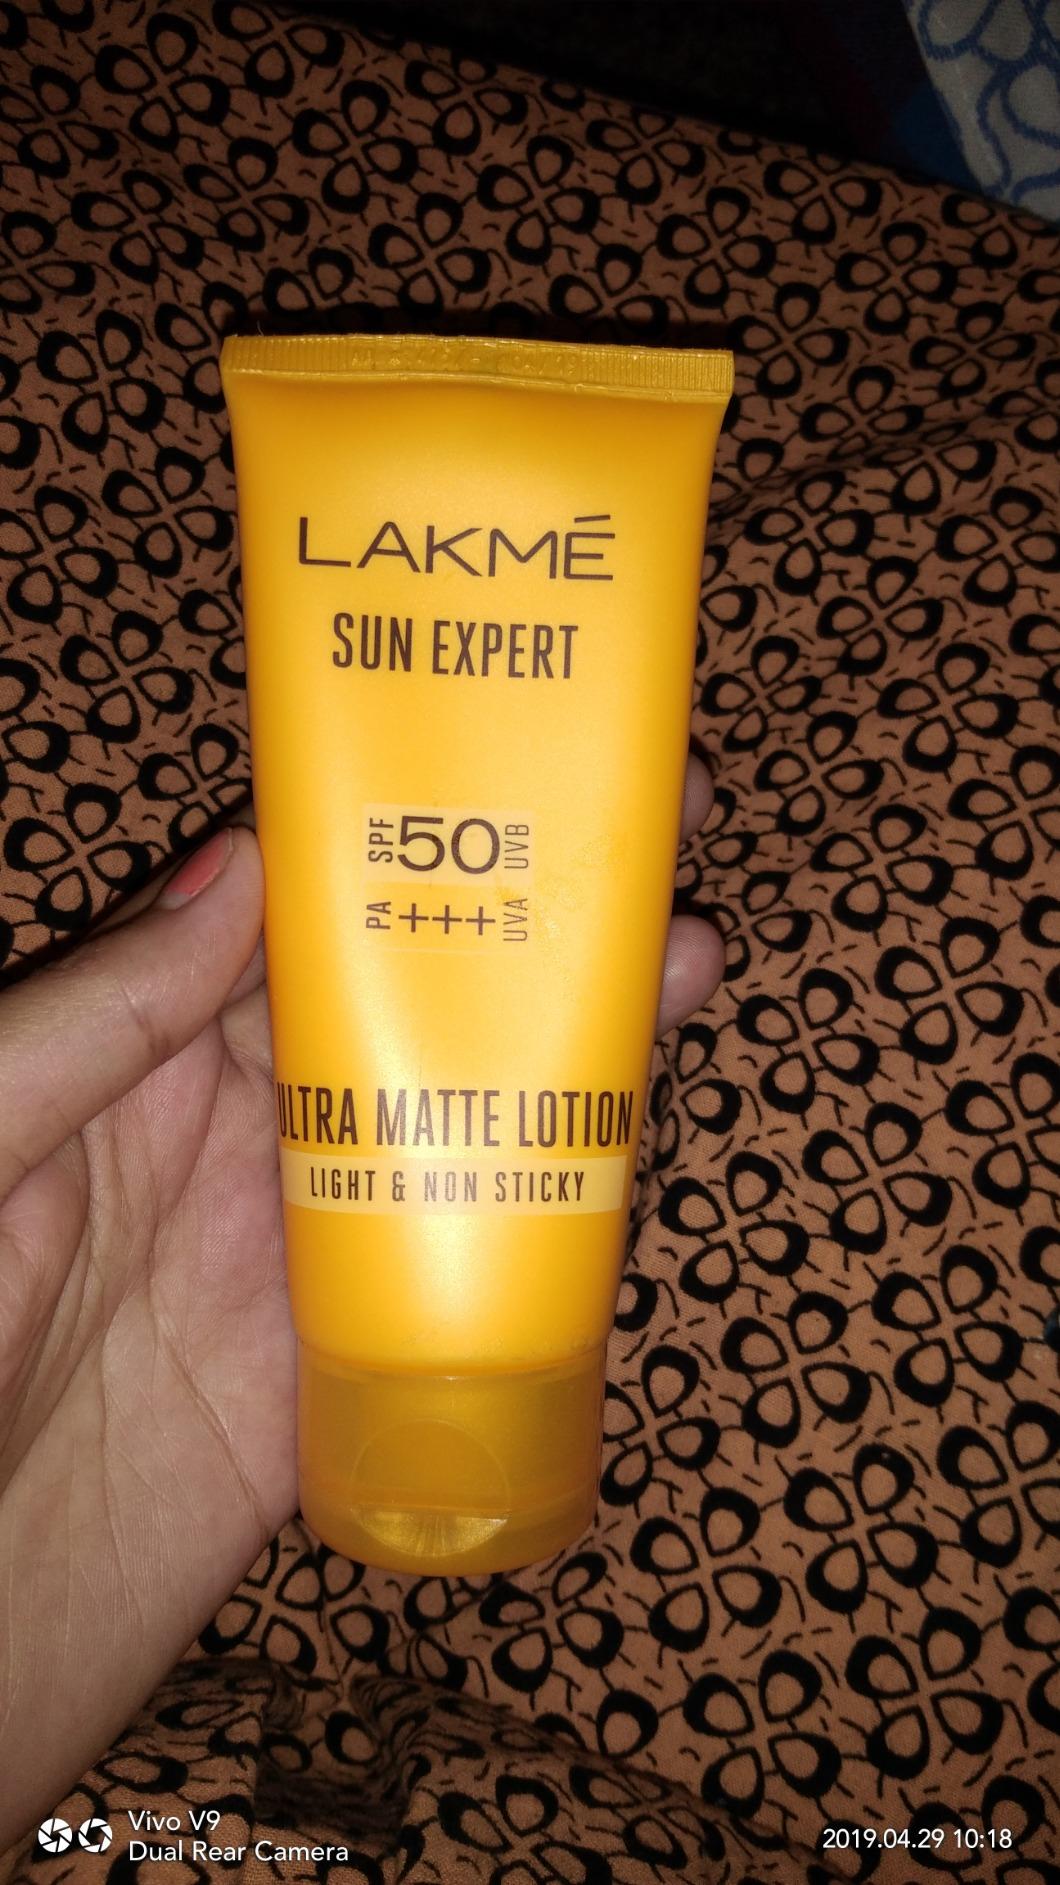 LAKMÉ
SUN EXPERT
SPF 50 UVB
PA +++ UVA
ULTRA MATTE LOTION
LIGHT & NON STICKY
Vivo V9
Dual Rear Camera
2019.04.29 10:18